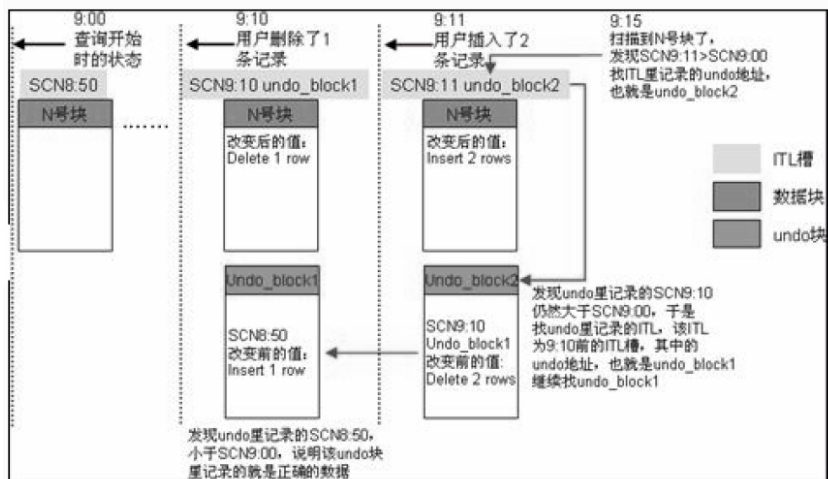 9:00
查询开始
时的状态
9:10
用户删除了1
条记录
9:11
用户插入了2
条记录
9:15
扫描到N号块了，
发现SCN9:11>SCN9:00
找ITL里记录的undo地址，
也就是undo_block2
SCN8:50
SCN9:10 undo_block1
SCN9:11 undo_block2
N号块
N号块
N号块
改变后的值：
Delete 1 row
改变后的值：
Insert 2 rows
ITL槽
数据块
undo块
Undo_block1
SCN8:50
改变前的值：
Insert 1 row
Undo_block2
SCN9:10
Undo_block1
改变前的值：
Delete 2 rows
发现undo里记录的SCN9:10
仍然大于SCN9:00，于是
找undo里记录的ITL，该ITL
为9:10前的ITL槽，其中的
undo地址，也就是undo_block1
继续找undo_block1
发现undo里记录的SCN8:50，
小于SCN9:00，说明该undo块
里记录的就是正确的数据